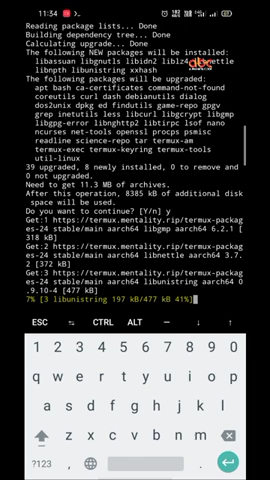 11:34
Reading package lists... Done
Building dependency tree... Done
Calculating upgrade... Done
The following NEW packages will be installed:
libassuan libgnutls libidn2 libnettle
libnpth libunistring xxhash
The following packages will be upgraded:
apt bash ca-certificates command-not-found
coreutils curl dash debianutils dialog
dos2unix dpkg ed findutils game-repo gpgv
grep inetutils less libcurl libgcrypt libgmp
libgpg-error libnghttp2 libtirpc lsof nano
ncurses net-tools openssl procps psmisc
readline science-repo tar termux-am
termux-exec termux-keyring termux-tools
util-linux
39 upgraded, 8 newly installed, 0 to remove and
0 not upgraded.
Need to get 11.3 MB of archives.
After this operation, 8385 kB of additional disk
space will be used.
Do you want to continue? [Y/n] y
Get:1 https://termux.mentality.rip/termux-packag
es-24 stable/main aarch64 libgmp aarch64 6.2.1 [
318 kB]
Get:2 https://termux.mentality.rip/termux-packag
es-24 stable/main aarch64 libnettle aarch64 3.7.
2 [372 kB]
Get:3 https://termux.mentality.rip/termux-packag
es-24 stable/main aarch64 libunistring aarch64 0
.9.10-4 [477 kB]
7% [3 libunistring 197 kB/477 kB 41%]
ESC ⇆ CTRL ALT — ↓ ↑
1 2 3 4 5 6 7 8 9 0
q w e r t y u i o p
a s d f g h j k l
z x c v b n m
?123 , .